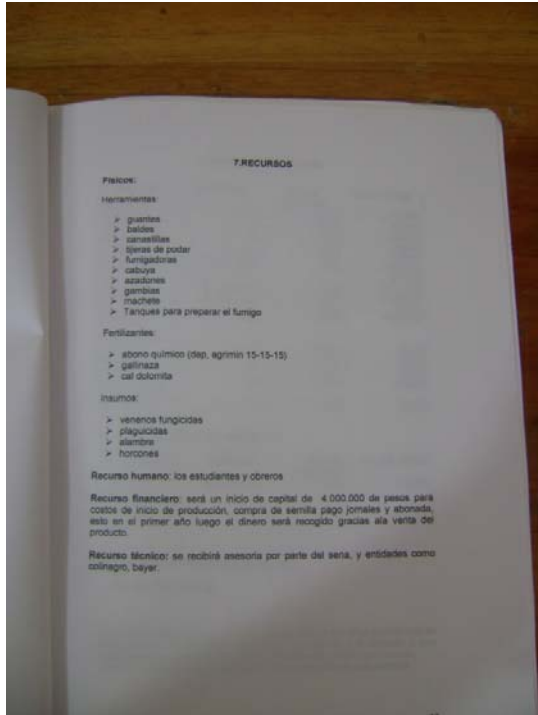 7.RECURSOS
Físicos:
Herramientas:
➢ guantes
➢ baldes
➢ canastillas
➢ tijeras de podar
➢ fumigadoras
➢ cabuya
➢ azadones
➢ gambias
➢ machete
➢ Tanques para preparar el fumigo
Fertilizantes:
➢ abono químico (dap, agrimin 15-15-15)
➢ gallinaza
➢ cal dolomita
insumos:
➢ venenos fungicidas
➢ plaguicidas
➢ alambre
➢ horcones
Recurso humano: los estudiantes y obreros
Recurso financiero: será un inicio de capital de 4.000.000 de pesos para
costos de inicio de producción, compra de semilla pago jornales y abonada,
esto en el primer año luego el dinero será recogido gracias ala venta del
producto.
Recurso técnico: se recibirá asesoria por parte del sena, y entidades como
colinagro, bayer.